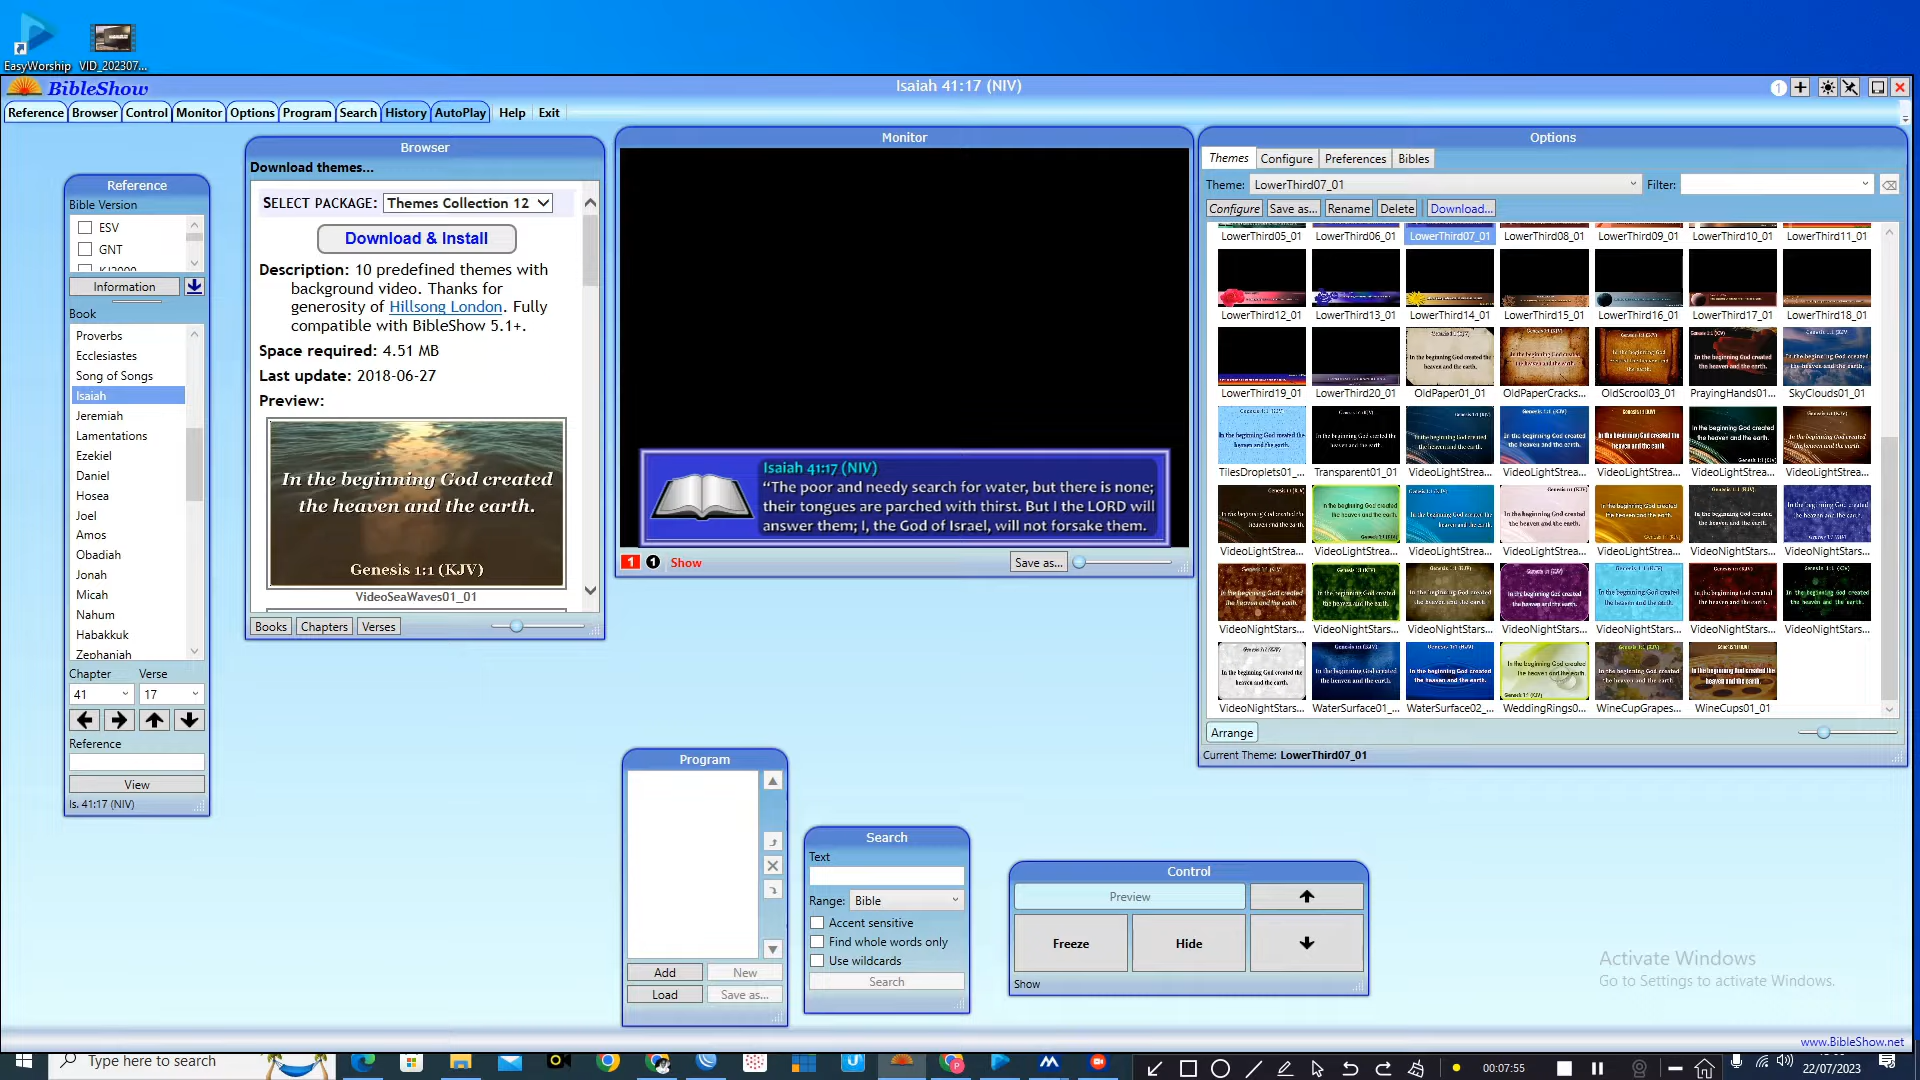 EasyWorship
VID_202307...
BibleShow
Isaiah 41:17 (NIV)
1
Reference Browser Control Monitor Options Program Search History AutoPlay Help Exit
Reference
Bible Version
ESV
GNT
Information
Book
Proverbs
Ecclesiastes
Song of Songs
Isaiah
Jeremiah
Lamentations
Ezekiel
Daniel
Hosea
Joel
Amos
Obadiah
Jonah
Micah
Nahum
Habakkuk
Zephaniah
Chapter Verse
41 17
Reference
View
Is. 41:17 (NIV)
Browser
Download themes...
SELECT PACKAGE: Themes Collection 12
Download & Install
Description: 10 predefined themes with
background video. Thanks for
generosity of Hillsong London. Fully
compatible with BibleShow 5.1+.
Space required: 4.51 MB
Last update: 2018-06-27
Preview:
In the beginning God created
the heaven and the earth.
Genesis 1:1 (KJV)
VideoSeaWaves01_01
Books Chapters Verses
Monitor
Isaiah 41:17 (NIV)
“The poor and needy search for water, but there is none;
their tongues are parched with thirst. But I the LORD will
answer them; I, the God of Israel, will not forsake them.
1 1 Show Save as...
Options
Themes Configure Preferences Bibles
Theme: LowerThird07_01 Filter:
Configure Save as... Rename Delete Download...
LowerThird05_01 LowerThird06_01 LowerThird07_01 LowerThird08_01 LowerThird09_01 LowerThird10_01 LowerThird11_01
LowerThird12_01 LowerThird13_01 LowerThird14_01 LowerThird15_01 LowerThird16_01 LowerThird17_01 LowerThird18_01
LowerThird19_01 LowerThird20_01 OldPaper01_01 OldPaperCracks... OldScrool03_01 PrayingHands01... SkyClouds01_01
TilesDroplets01_... Transparent01_01 VideoLightStrea... VideoLightStrea... VideoLightStrea... VideoLightStrea... VideoLightStrea...
VideoLightStrea... VideoLightStrea... VideoLightStrea... VideoLightStrea... VideoLightStrea... VideoNightStars... VideoNightStars...
VideoNightStars... VideoNightStars... VideoNightStars... VideoNightStars... VideoNightStars... VideoNightStars... VideoNightStars...
VideoNightStars... WaterSurface01_... WaterSurface02_... WeddingRings0... WineCupGrapes... WineCups01_01
Arrange
Current Theme: LowerThird07_01
Program
Add New
Load Save as...
Search
Text
Range: Bible
Accent sensitive
Find whole words only
Use wildcards
Search
Control
Preview
Freeze Hide
Show
Activate Windows
Go to Settings to activate Windows.
www.BibleShow.net
Type here to search
00:07:55
22/07/2023